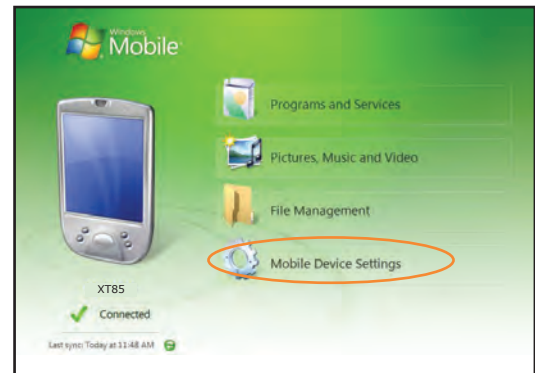 Windows
Mobile
Programs and Services
Pictures, Music and Video
File Management
Mobile Device Settings
XT85
Connected
Last sync: Today at 11:48 AM